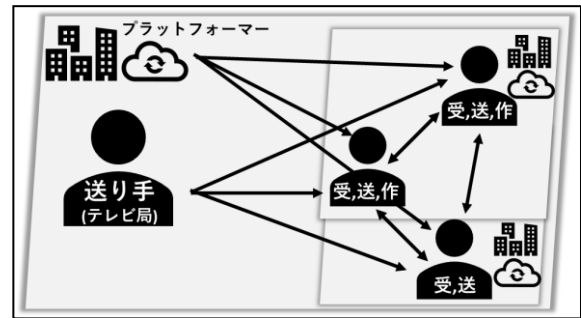 プラットフォーマー
送り手
(テレビ局)
受,送,作
受,送,作
受,送